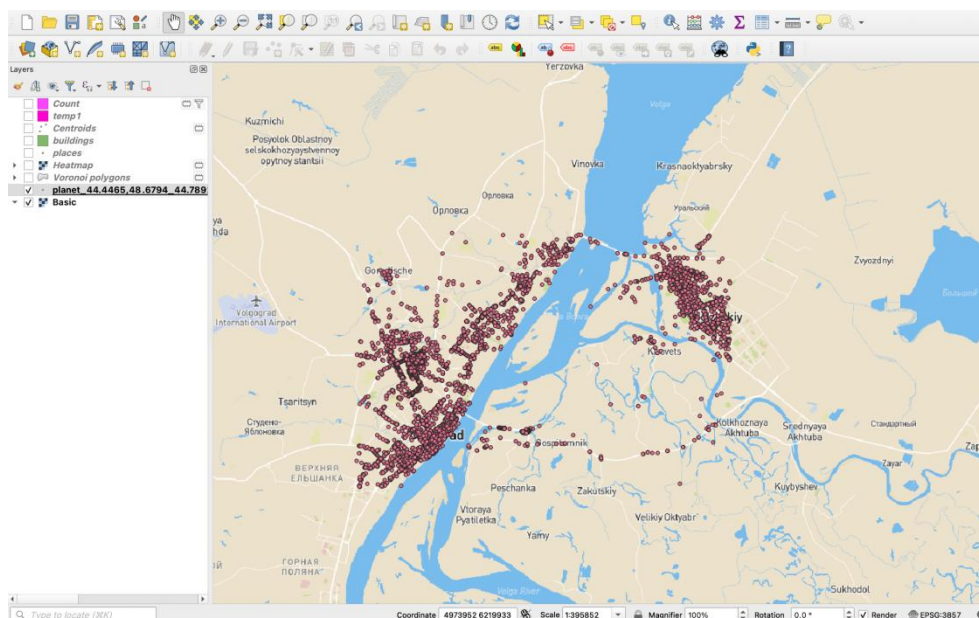 Layers
Count
temp1
Centroids
buildings
places
Heatmap
Voronoi polygons
planet_44.4465,48.6794_44.789
Basic
Yerzovka
Volga
Kuzmichi
Posyolok Oblastnoy
selskokhozyaystvennoy
opytnoy stantsii
Vinovka
Krasnooktyabrsky
Орловка
Орловка
Уральский
Zvyozdnyi
Volgograd
International Airport
Tsaritsyn
Студено-
Яблоновка
Kolkhoznaya
Akhtuba
Srednyaya
Akhtuba
Стандартный
ВЕРХНЯЯ
ЕЛЬШАНКА
Zayar
Peschanka
Zakutskiy
Kuybyshev
Vtoraya
Pyatiletka
Velikiy Oktyabr'
Yamy
ГОРНАЯ
ПОЛЯНА
Volga River
Sukhodol
Type to locate (⌘K)
Coordinate 4973952 6219933 Scale 1:395852 Magnifier 100% Rotation 0.0 ° Render EPSG:3857